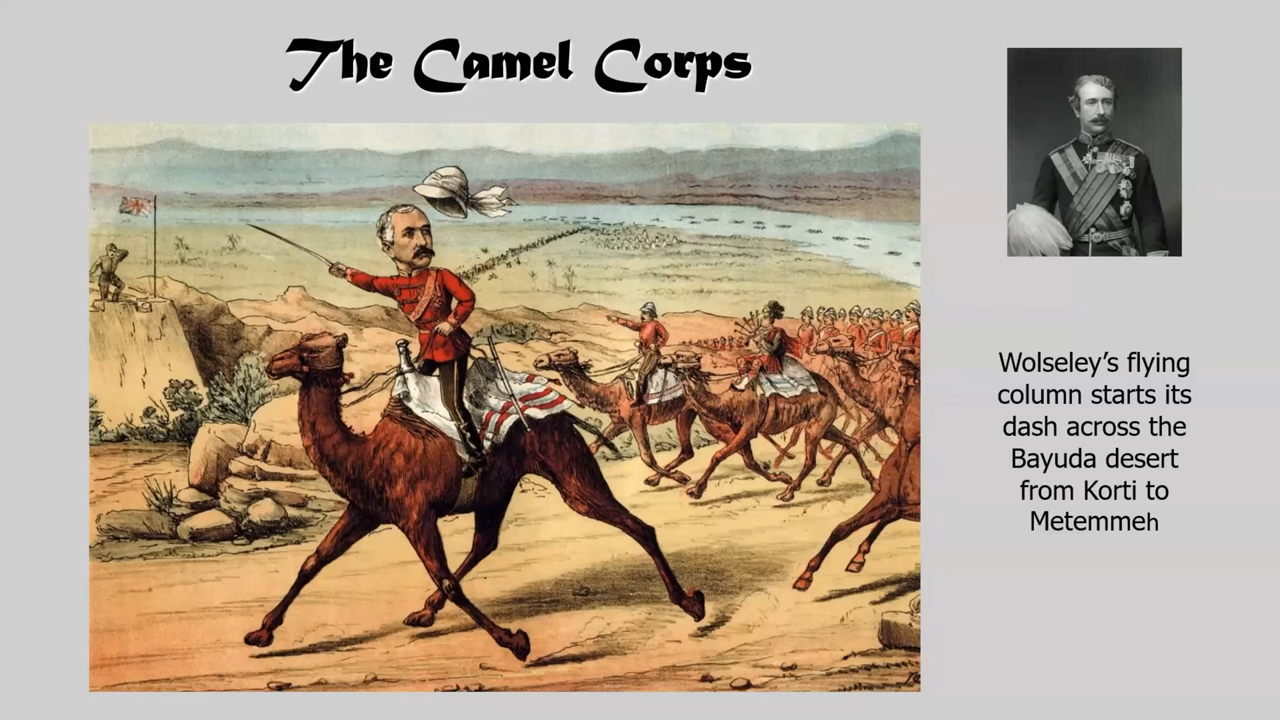 The Camel Corps
Wolseley’s flying
column starts its
dash across the
Bayuda desert
from Korti to
Metemmeh